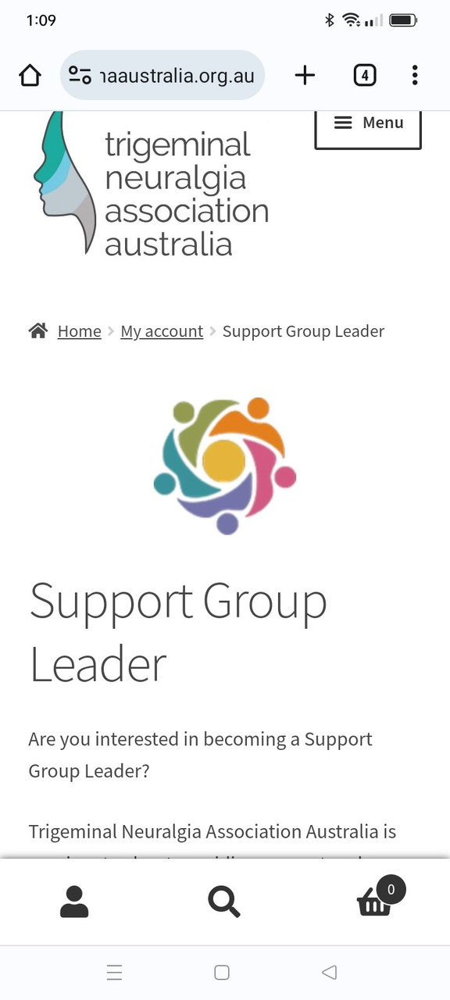 1:09
naaustralia.org.au
4
Menu
trigeminal
neuralgia
association
australia
Home > My account > Support Group Leader
Support Group
Leader
Are you interested in becoming a Support
Group Leader?
Trigeminal Neuralgia Association Australia is
0